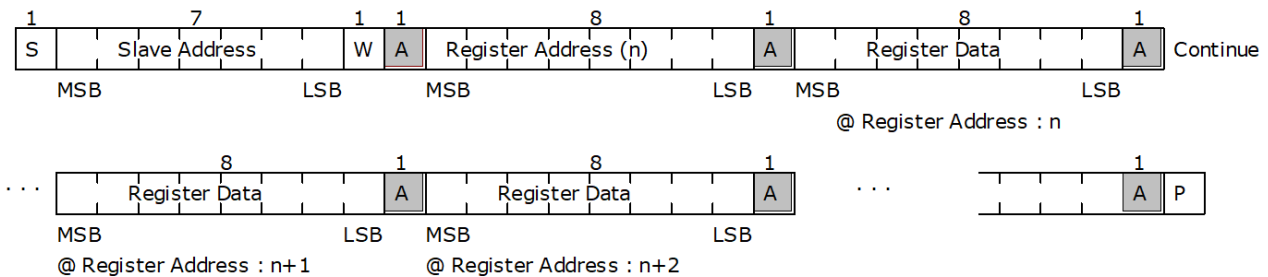 1 7 1 1 8 1 8 1
S Slave Address W A Register Address (n) A Register Data A Continue
MSB LSB MSB LSB MSB LSB
@ Register Address : n
8 1 8 1 1
... Register Data A Register Data A ... A P
MSB LSB MSB LSB
@ Register Address : n+1 @ Register Address : n+2